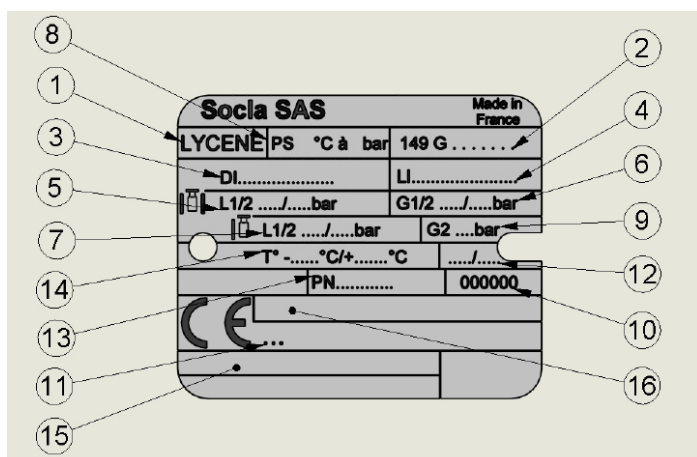 8
1
3
5
7
14
13
11
15
2
4
6
9
12
10
16
Socla SAS
Made in
France
LYCENE PS °C à bar 149 G . . . . . . .
DI................... LI.......................
L1/2 ...../....bar G1/2...../.....bar
L1/2 ...../....bar G2 ....bar
T° -......°C/+.......°C ..../.....
PN............ 000000
CE
...